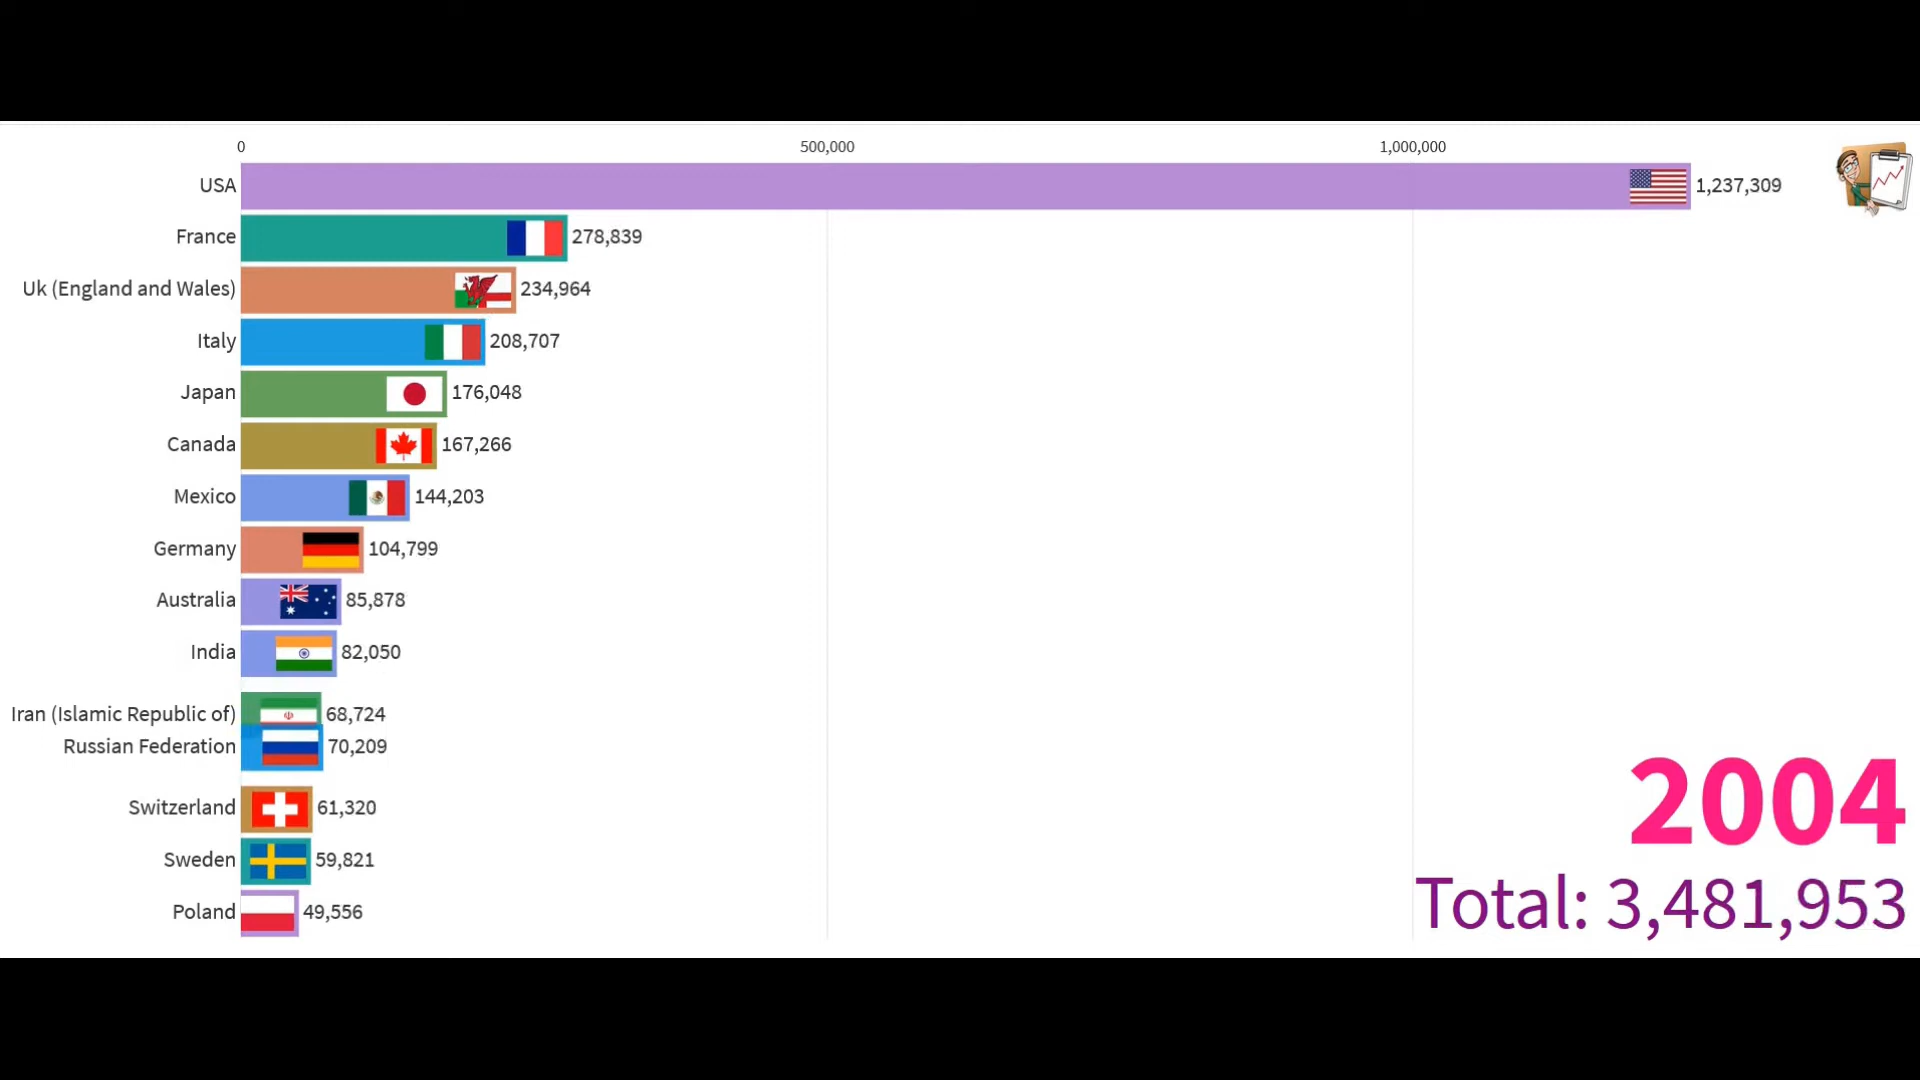 0 500,000 1,000,000
USA 1,237,309
France 278,839
Uk (England and Wales) 234,964
Italy 208,707
Japan 176,048
Canada 167,266
Mexico 144,203
Germany 104,799
Australia 85,878
India 82,050
Iran (Islamic Republic of) 68,724
Russian Federation 70,209
Switzerland 61,320
Sweden 59,821
Poland 49,556
2004
Total: 3,481,953